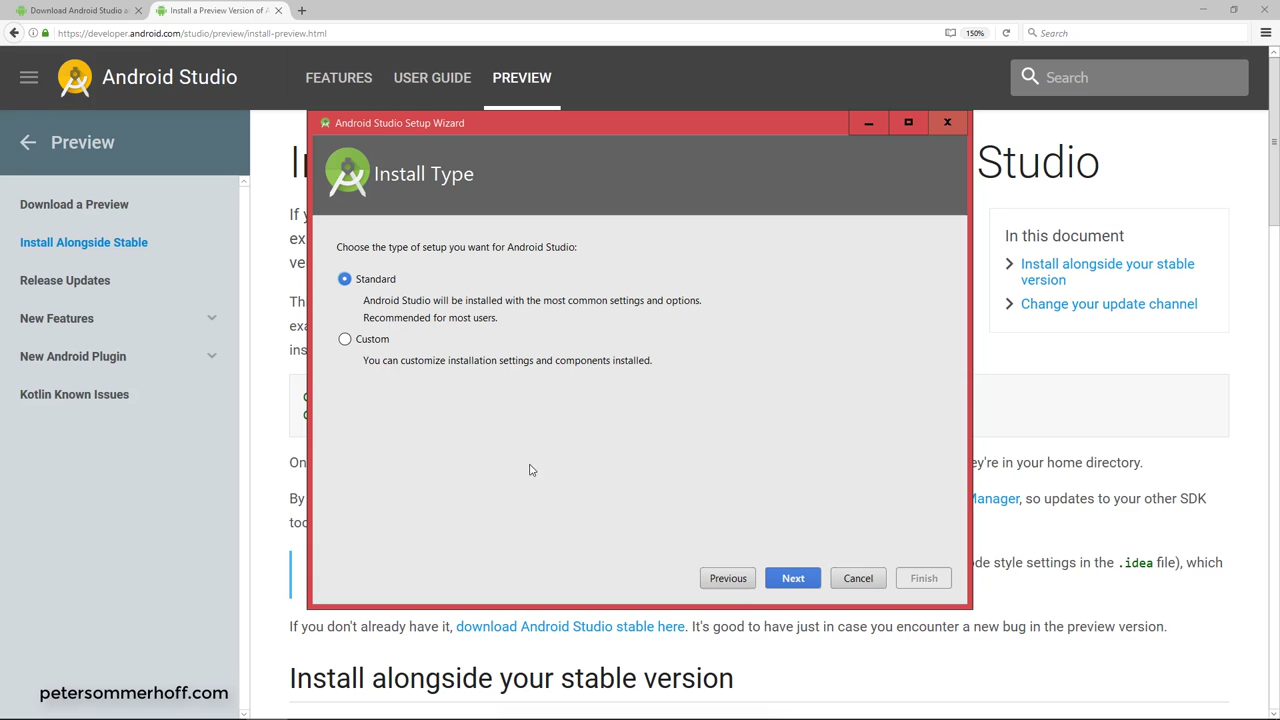 Download Android Studio a
Install a Preview Version of A
https://developer.android.com/studio/preview/install-preview.html
150%
Search
Android Studio
FEATURES
USER GUIDE
PREVIEW
Search
Preview
Download a Preview
Install Alongside Stable
Release Updates
New Features
New Android Plugin
Kotlin Known Issues
Android Studio Setup Wizard
Install Type
Choose the type of setup you want for Android Studio:
Standard
Android Studio will be installed with the most common settings and options.
Recommended for most users.
Custom
You can customize installation settings and components installed.
Previous
Next
Cancel
Finish
Studio
In this document
Install alongside your stable
version
Change your update channel
On
ey're in your home directory.
By
Manager, so updates to your other SDK
too
ode style settings in the .idea file), which
If you don't already have it, download Android Studio stable here. It's good to have just in case you encounter a new bug in the preview version.
Install alongside your stable version
petersommerhoff.com